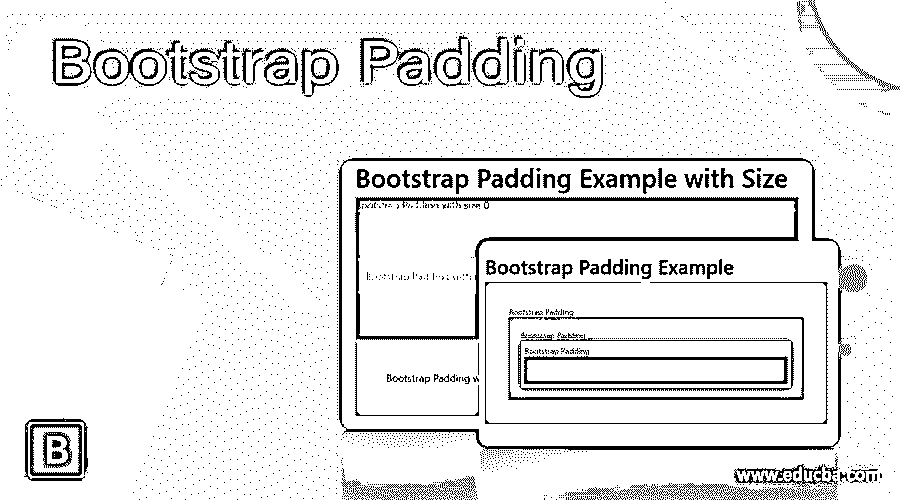 Bootstrap Padding
Bootstrap Padding Example with Size
Bootstrap Padding with size 0
Bootstrap Padding with
Bootstrap Padding w
Bootstrap Padding Example
Bootstrap Padding
Bootstrap Padding
Bootstrap Padding
B
www.educba.com